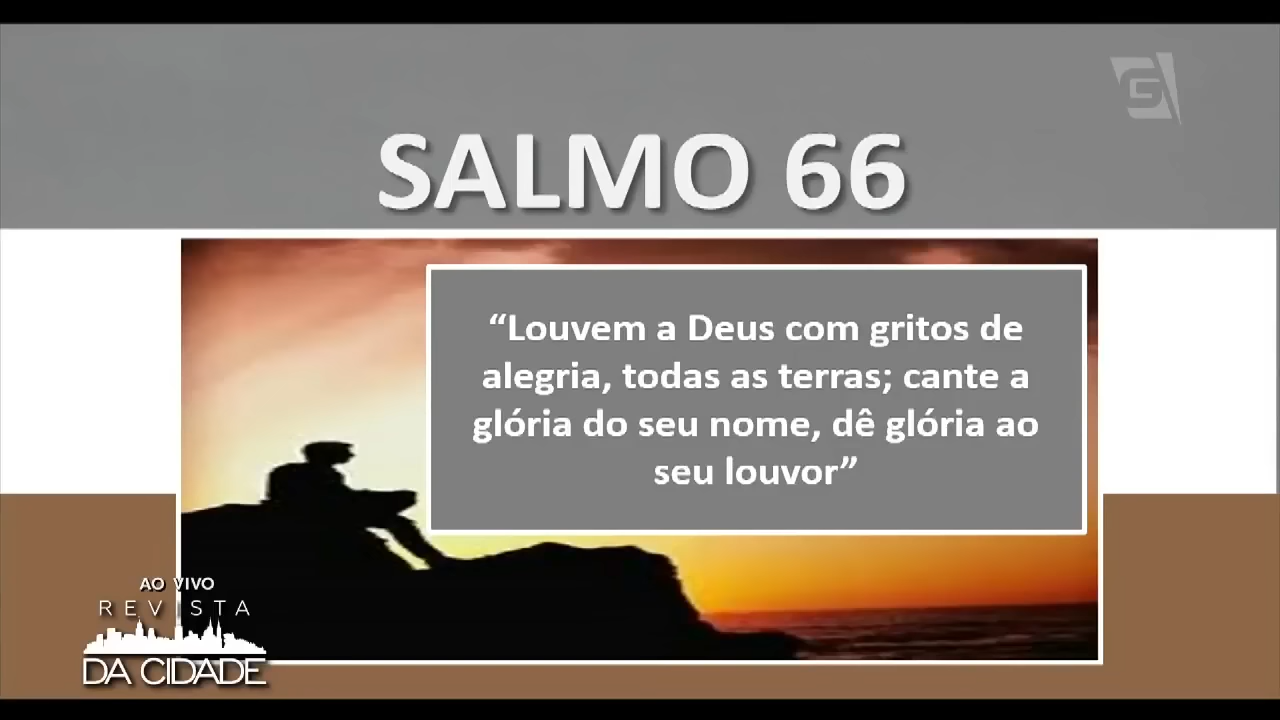 SALMO 66
“Louvem a Deus com gritos de
alegria, todas as terras; cante a
glória do seu nome, dê glória ao
seu louvor”
AO VIVO
REVISTA
DA CIDADE